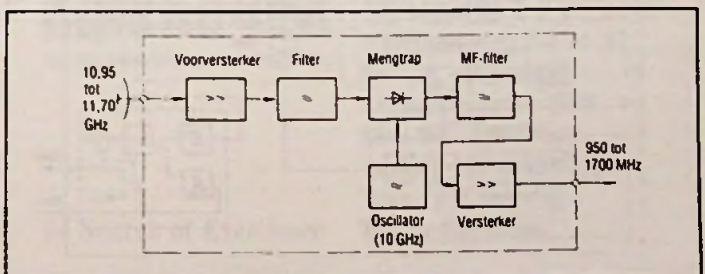 Voorversterker
Filter
Mengtrap
MF-filter
10,95
tot
11,70
GHz
>>
950 tot
1700 MHz
>>
Oscillator
(10 GHz)
Versterker